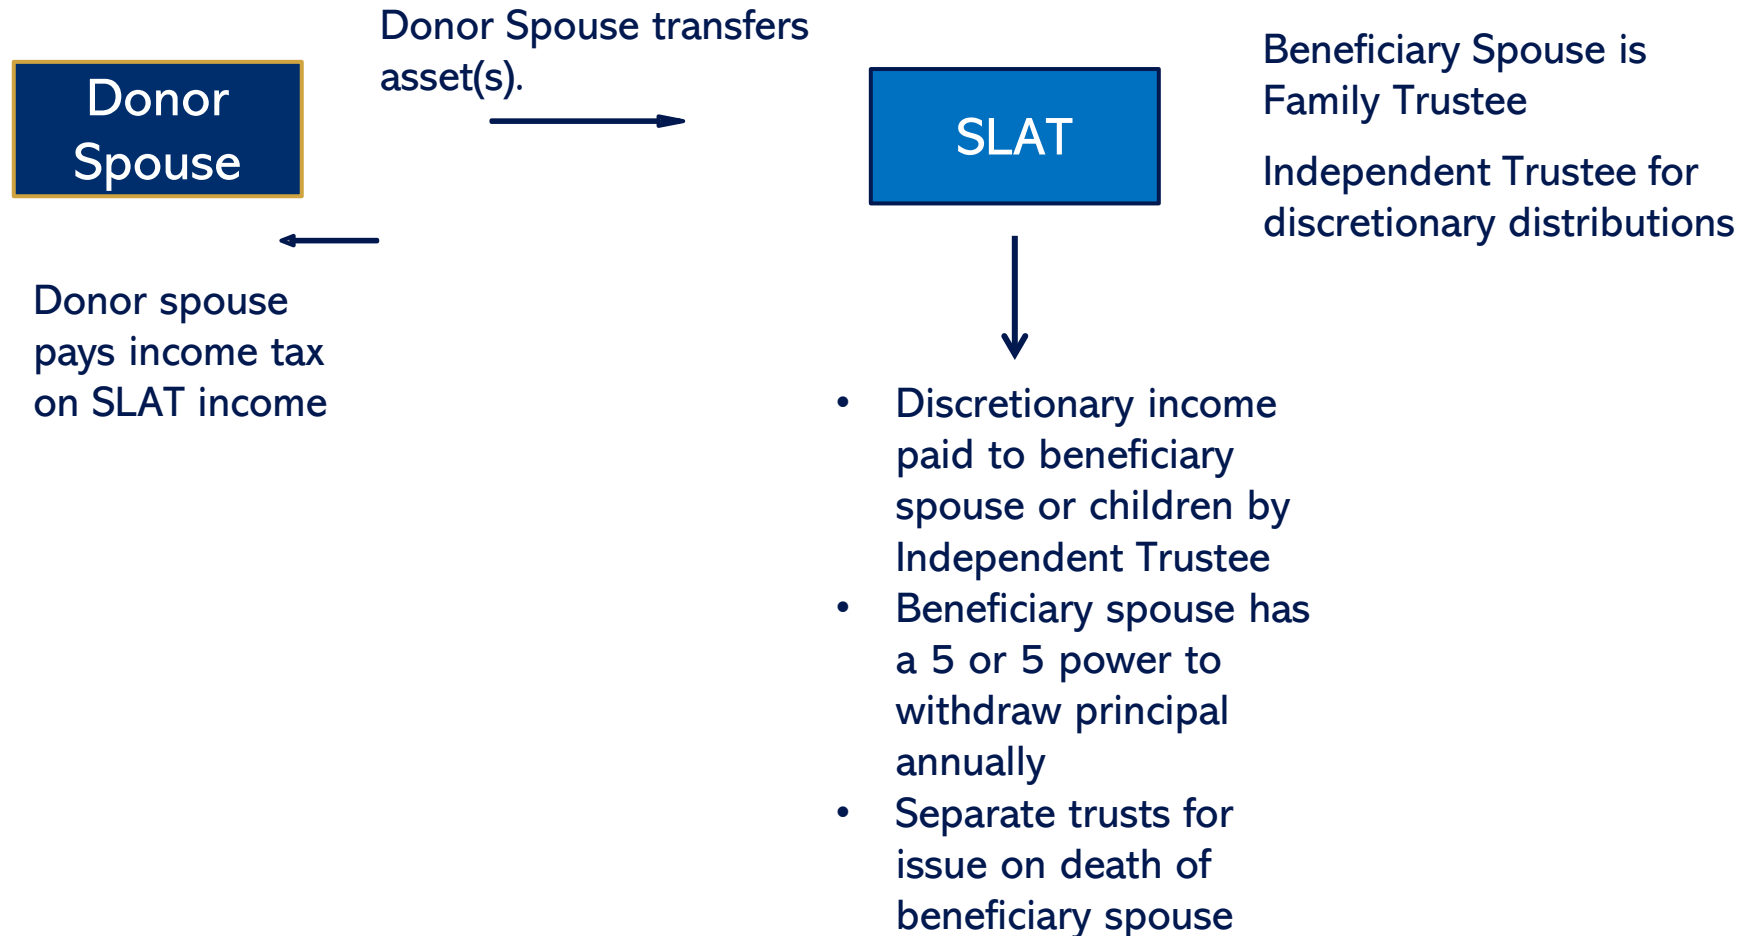 Donor Spouse transfers
asset(s).
Donor
Spouse
SLAT
Beneficiary Spouse is
Family Trustee
Independent Trustee for
discretionary distributions
Donor spouse
pays income tax
on SLAT income
• Discretionary income
paid to beneficiary
spouse or children by
Independent Trustee
• Beneficiary spouse has
a 5 or 5 power to
withdraw principal
annually
• Separate trusts for
issue on death of
beneficiary spouse